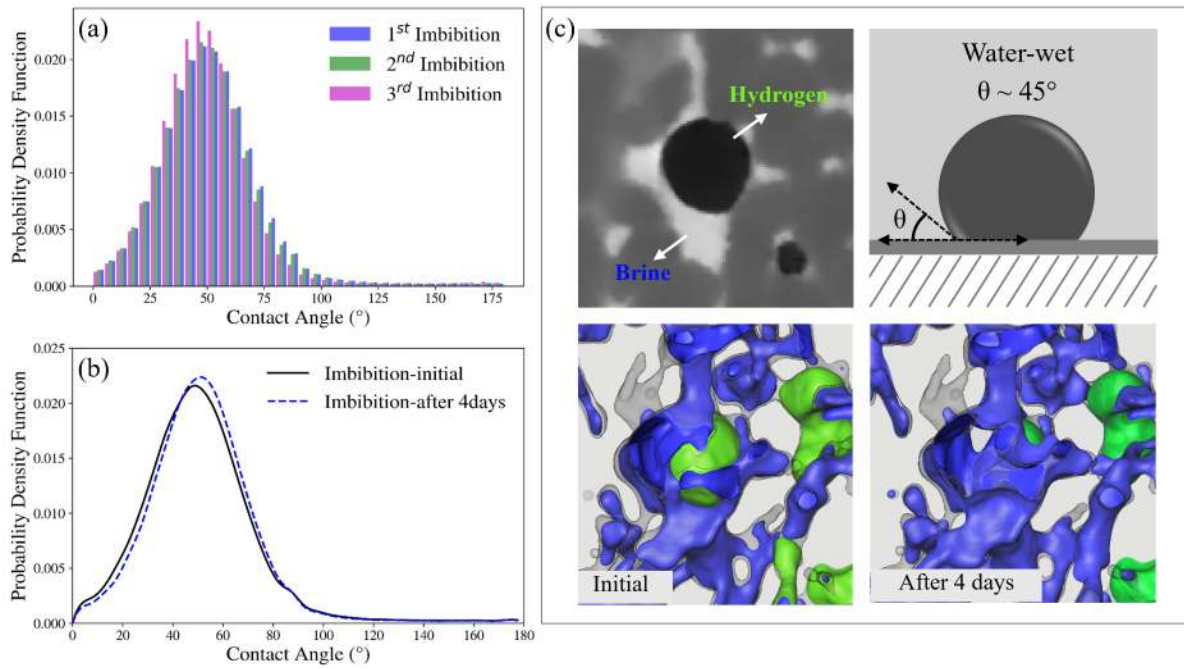 (a)
1st Imbibition
2nd Imbibition
3rd Imbibition
Probability Density Function
0.020
0.015
0.010
0.005
0.000
0 25 50 75 100 125 150 175
Contact Angle (°)
(b)
Imbibition-initial
Imbibition-after 4days
Probability Density Function
0.025
0.020
0.015
0.010
0.005
0.000
0 20 40 60 80 100 120 140 160 180
Contact Angle (°)
(c)
Hydrogen
Brine
Water-wet
θ ~ 45°
θ
Initial
After 4 days